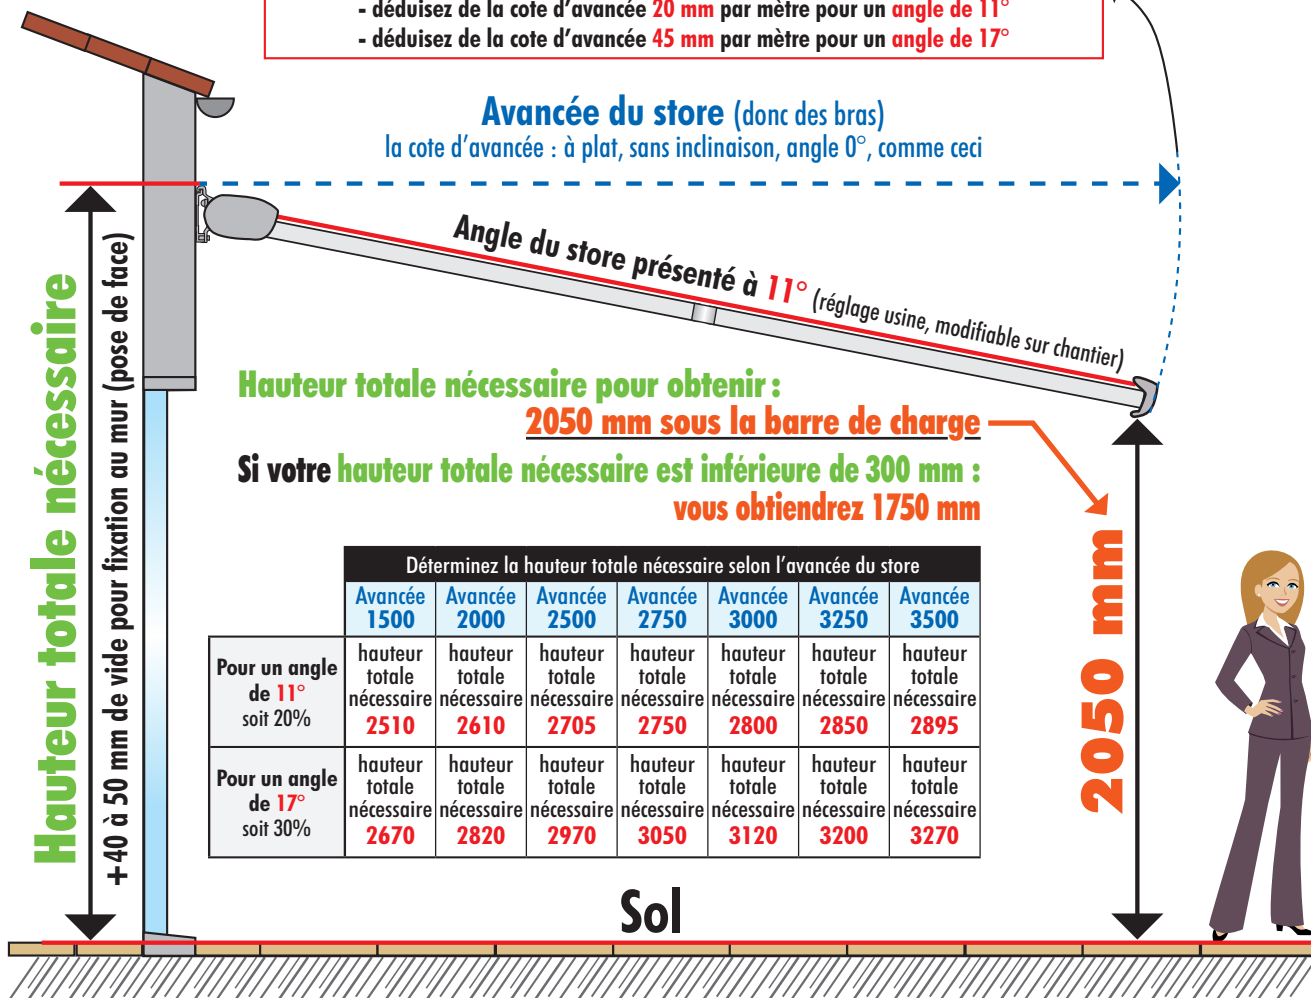 - déduisez de la cote d'avancée 20 mm par mètre pour un angle de 11°
- déduisez de la cote d'avancée 45 mm par mètre pour un angle de 17°
Avancée du store (donc des bras)
la cote d'avancée : à plat, sans inclinaison, angle 0°, comme ceci
Angle du store présenté à 11° (réglage usine, modifiable sur chantier)
Hauteur totale nécessaire
+40 à 50 mm de vide pour fixation au mur (pose de face)
Hauteur totale nécessaire pour obtenir :
2050 mm sous la barre de charge
Si votre hauteur totale nécessaire est inférieure de 300 mm :
vous obtiendrez 1750 mm
2050 mm
Déterminez la hauteur totale nécessaire selon l'avancée du store
Avancée Avancée Avancée Avancée Avancée Avancée Avancée
1500 2000 2500 2750 3000 3250 3500
Pour un angle
de 11°
soit 20%
hauteur hauteur hauteur hauteur hauteur hauteur hauteur
totale totale totale totale totale totale totale
nécessaire nécessaire nécessaire nécessaire nécessaire nécessaire nécessaire
2510 2610 2705 2750 2800 2850 2895
Pour un angle
de 17°
soit 30%
hauteur hauteur hauteur hauteur hauteur hauteur hauteur
totale totale totale totale totale totale totale
nécessaire nécessaire nécessaire nécessaire nécessaire nécessaire nécessaire
2670 2820 2970 3050 3120 3200 3270
Sol